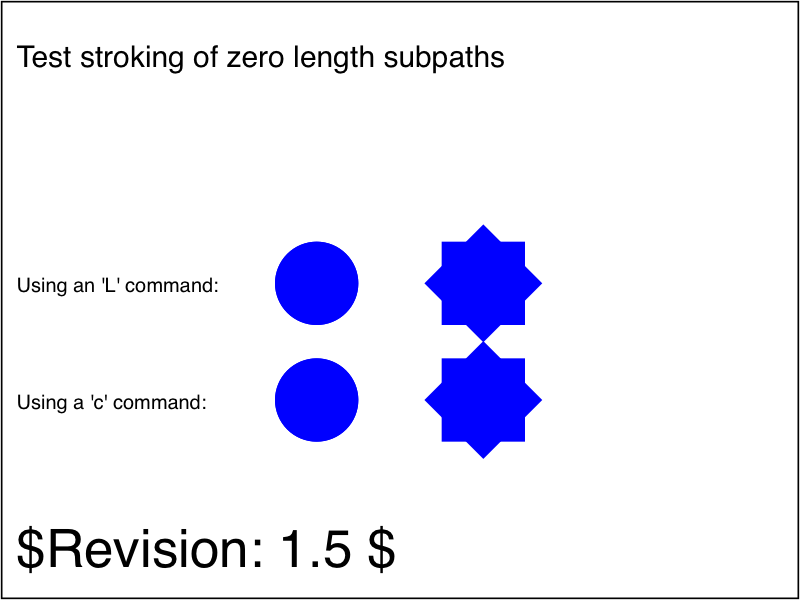 Test stroking of zero length subpaths
Using an 'L' command:
Using a 'c' command:
$Revision: 1.5 $